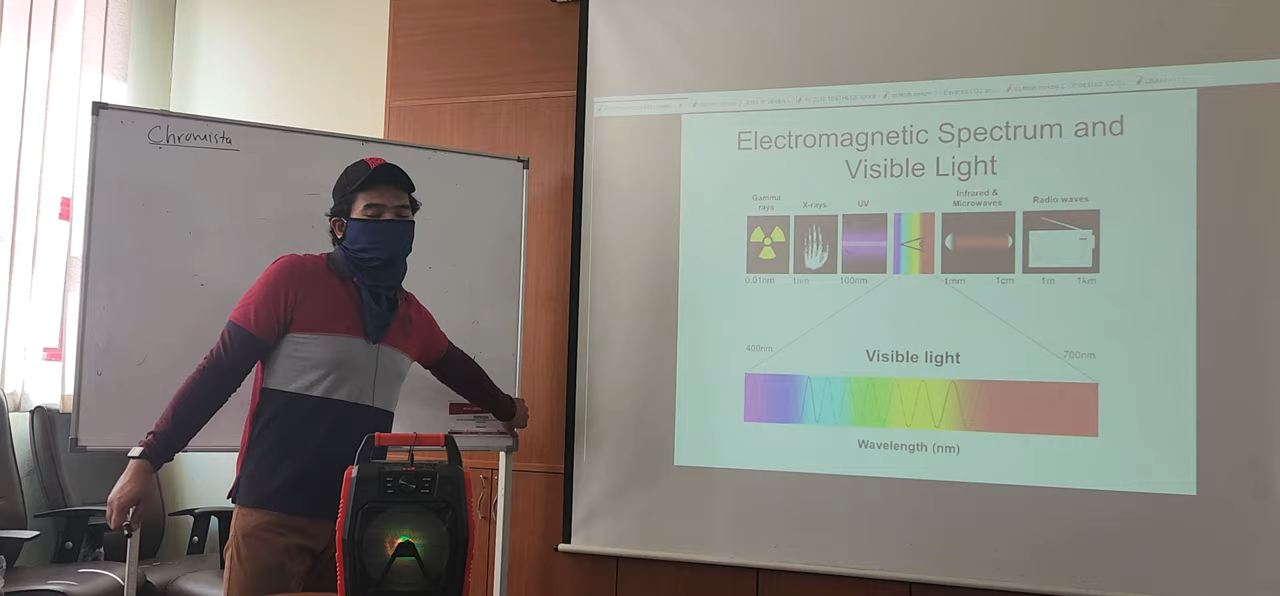 Chromista
Electromagnetic Spectrum and
Visible Light
Gamma
rays
X-rays
UV
Infrared &
Microwaves
Radio waves
0.01nm
1nm
100nm
1mm
1cm
1m
1km
400nm
Visible light
700nm
Wavelength (nm)